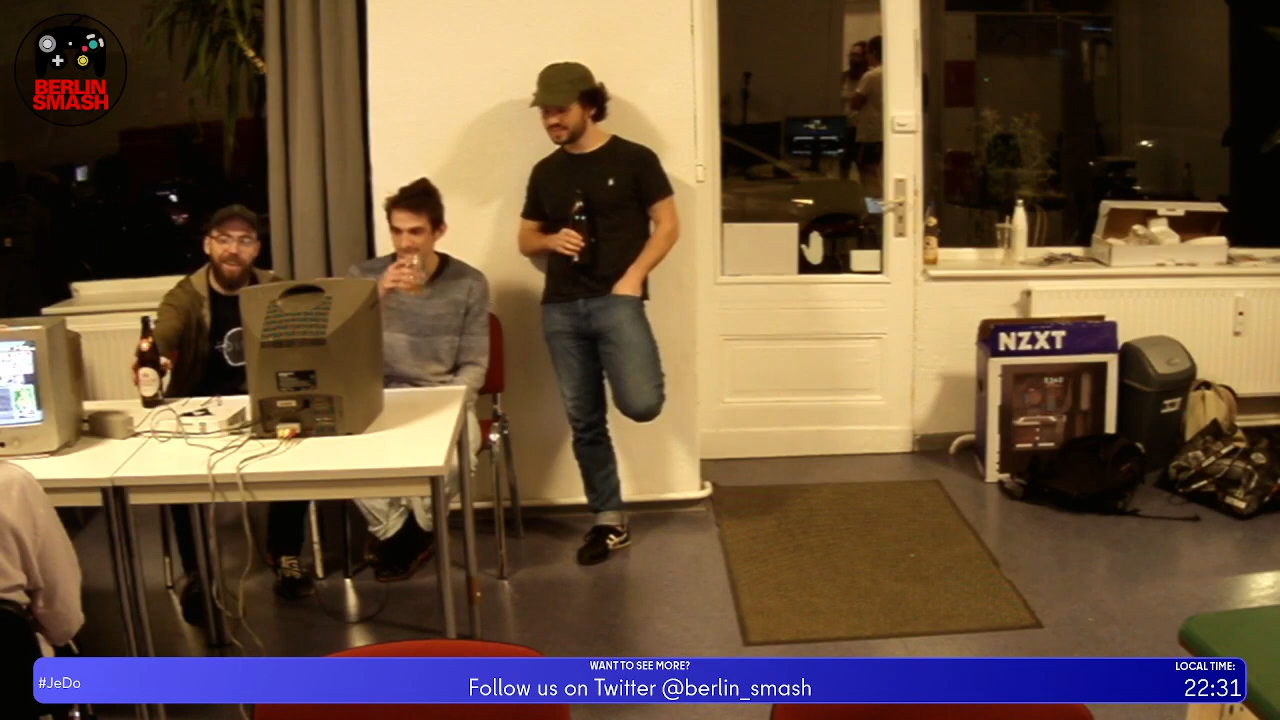 BERLIN
SMASH
NZXT
WANT TO SEE MORE?
LOCAL TIME:
#JeDo
Follow us on Twitter @berlin_smash
22:31